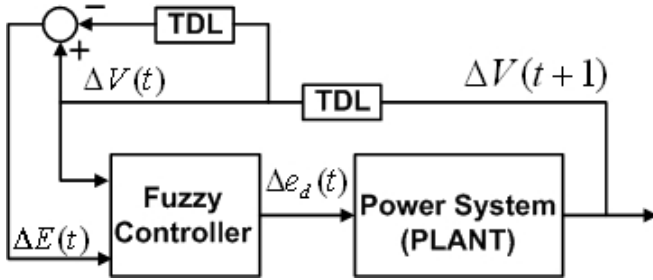 −
TDL
+
ΔV(t)
ΔV(t+1)
TDL
Fuzzy
Controller
Δe_d(t)
Power System
(PLANT)
ΔE(t)